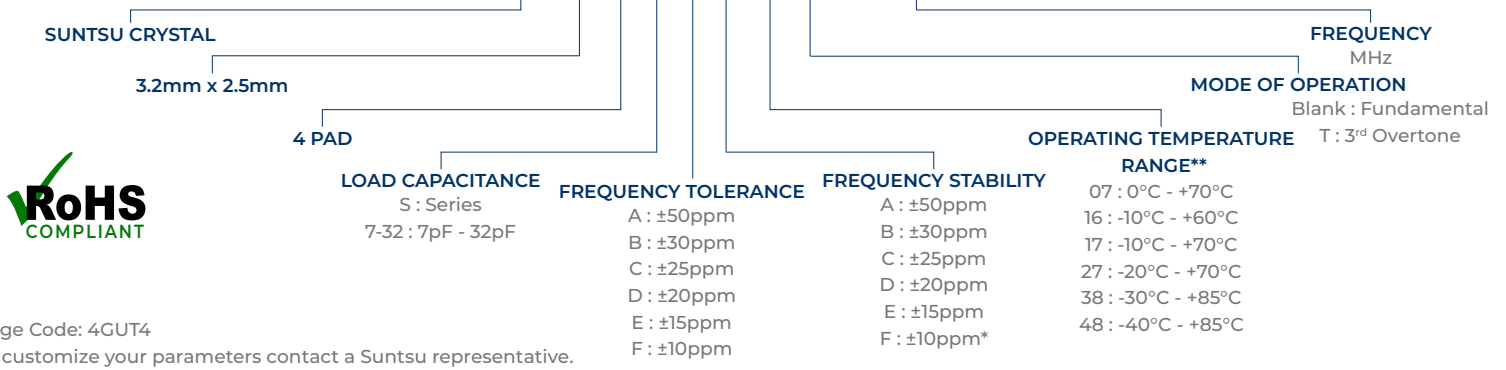 SUNTSU CRYSTAL
3.2mm x 2.5mm
4 PAD
LOAD CAPACITANCE
S : Series
7-32 : 7pF - 32pF
FREQUENCY TOLERANCE
A : ±50ppm
B : ±30ppm
C : ±25ppm
D : ±20ppm
E : ±15ppm
F : ±10ppm
FREQUENCY STABILITY
A : ±50ppm
B : ±30ppm
C : ±25ppm
D : ±20ppm
E : ±15ppm
F : ±10ppm*
OPERATING TEMPERATURE
RANGE**
07 : 0°C - +70°C
16 : -10°C - +60°C
17 : -10°C - +70°C
27 : -20°C - +70°C
38 : -30°C - +85°C
48 : -40°C - +85°C
MODE OF OPERATION
Blank : Fundamental
T : 3rd Overtone
FREQUENCY
MHz
RoHS
COMPLIANT
ge Code: 4GUT4
customize your parameters contact a Suntsu representative.